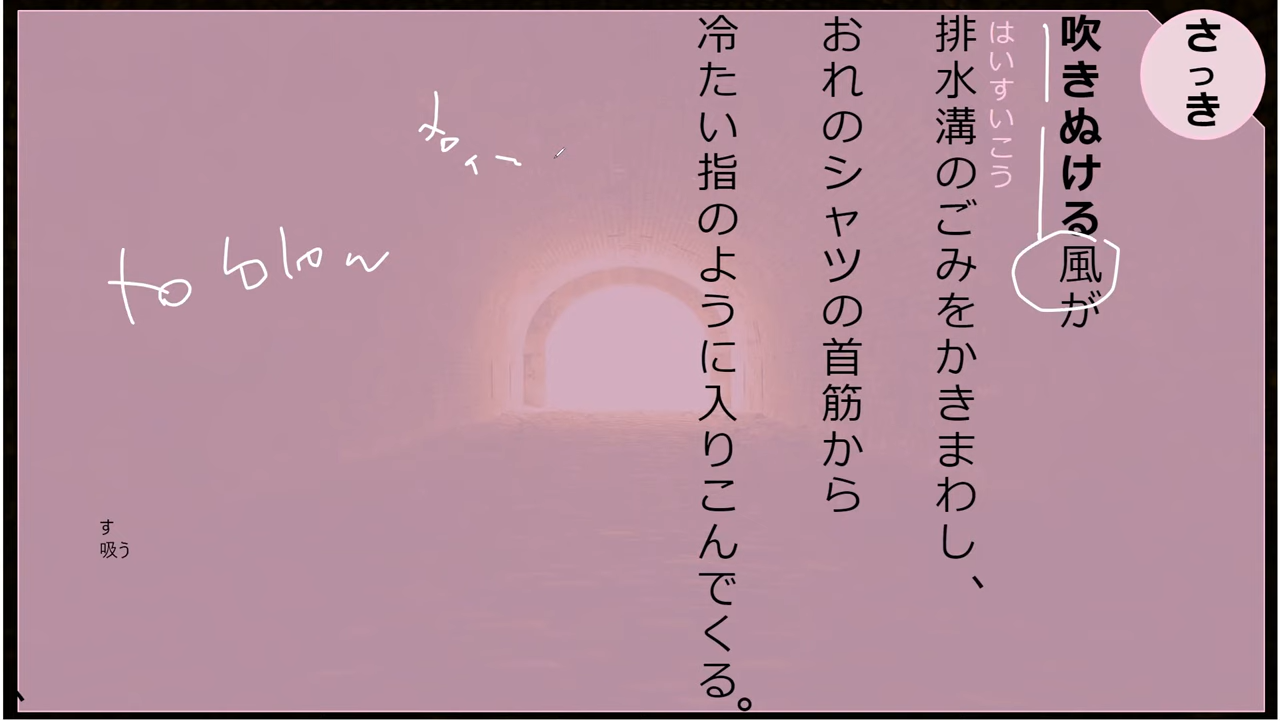 さっき
吹きぬける風が
はいすいこう
排水溝のごみをかきまわし、
おれのシャツの首筋から
冷たい指のように入りこんでくる。
to blow
す
吸う